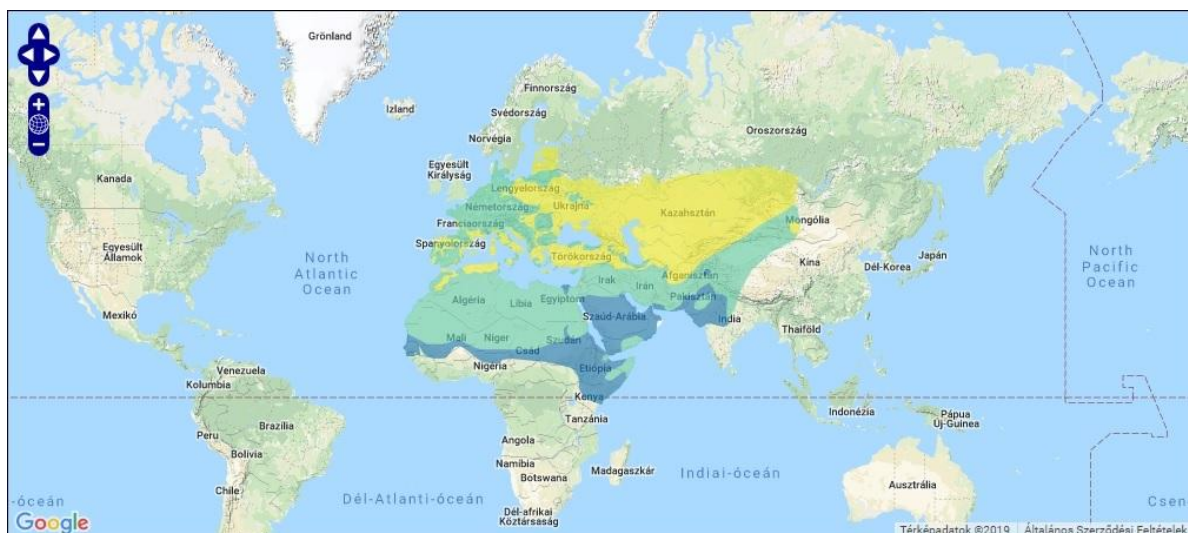 Grönland
Izland
Finnország
Svédország
Norvégia
Oroszország
Kanada
Egyesült
Királyság
Lengyelország
Németország
Ukrajna
Kazahsztán
Mongólia
Franciaország
Spanyolország
Törökország
Egyesült
Államok
North
Atlantic
Ocean
North
Pacific
Ocean
Kína
Japán
Dél-Korea
Afganisztán
Irak
Irán
Pakisztán
Algéria
Líbia
Egyiptom
Szaúd-Arábia
India
Thaiföld
Mexikó
Mali
Niger
Csád
Szudán
Nigéria
Etiópia
Kenya
Venezuela
Kolumbia
Tanzánia
Indonézia
Pápua
Új-Guinea
Brazília
Peru
Bolívia
Angola
Namíbia
Botswana
Madagaszkár
Indiai-óceán
Ausztrália
Chile
-óceán
Dél-Atlanti-óceán
Dél-afrikai
Köztársaság
Csen
Google
Térképadatok ©2019
Általános Szerződési Feltételek